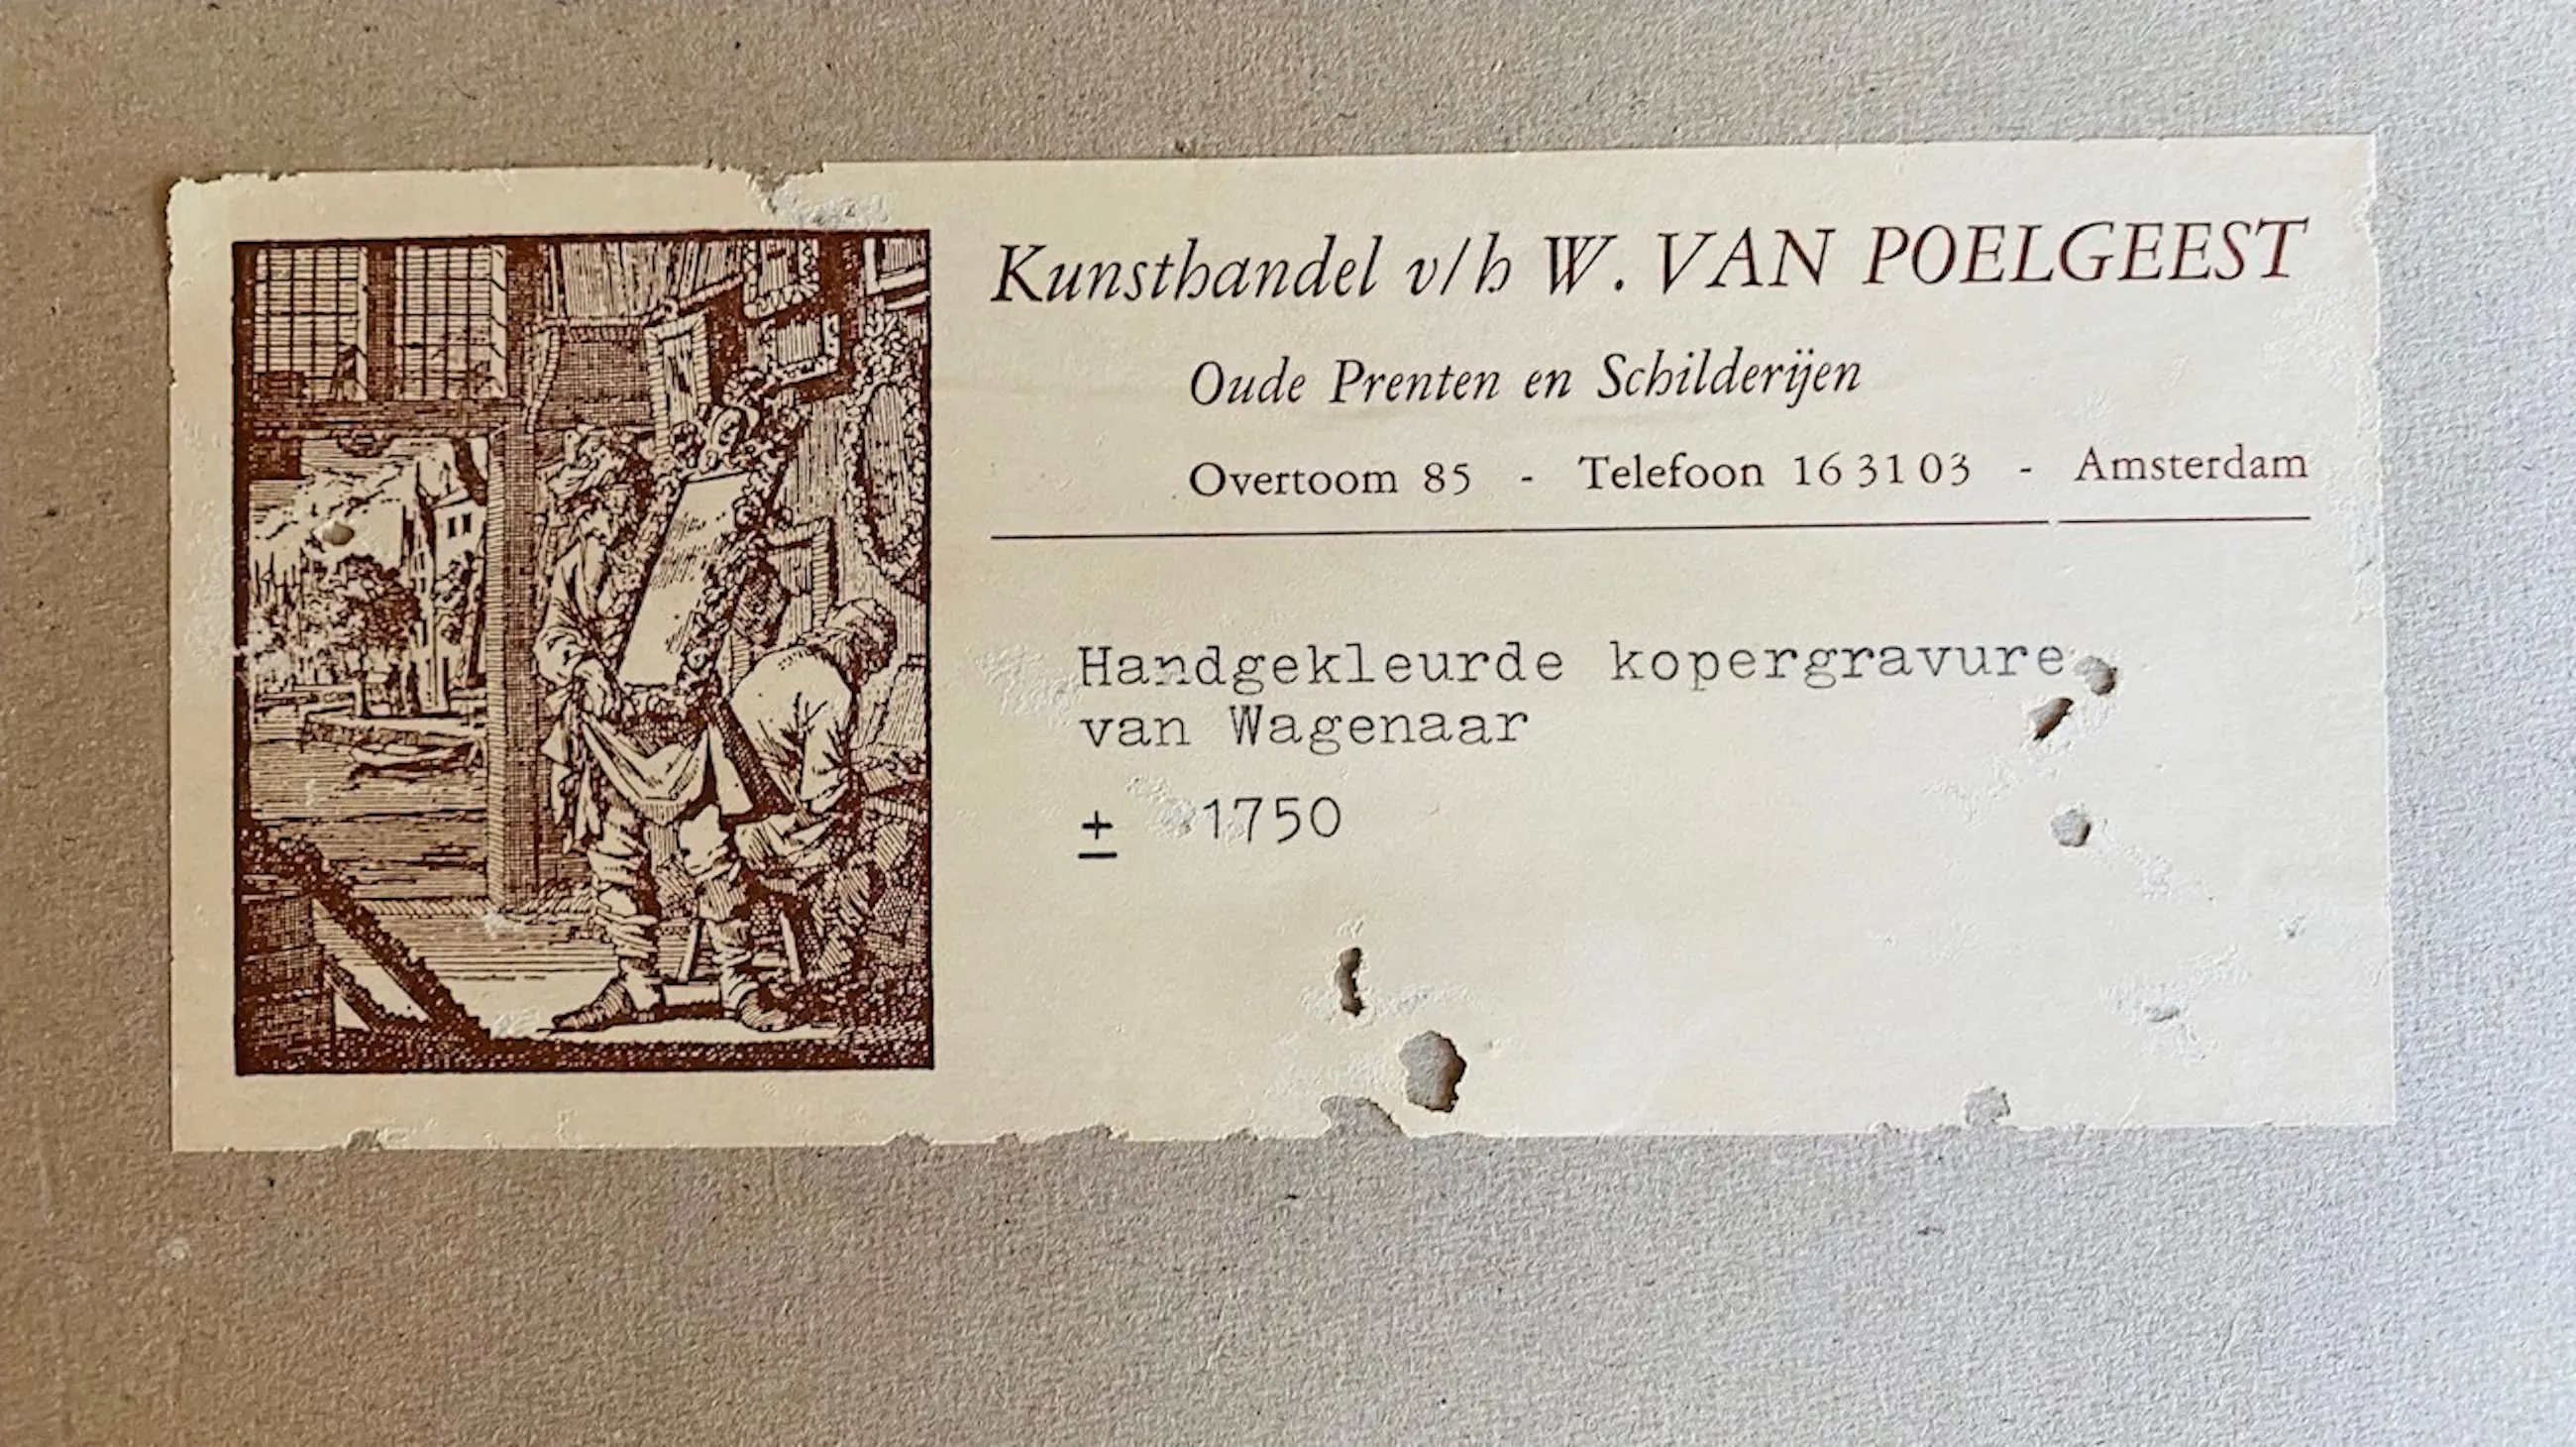 Kunsthandel v/h W. VAN POELGEEST
Oude Prenten en Schilderijen
Overtoom 85 - Telefoon 16 31 03 - Amsterdam
Handgekleurde kopergravure
van Wagenaar
± 1750